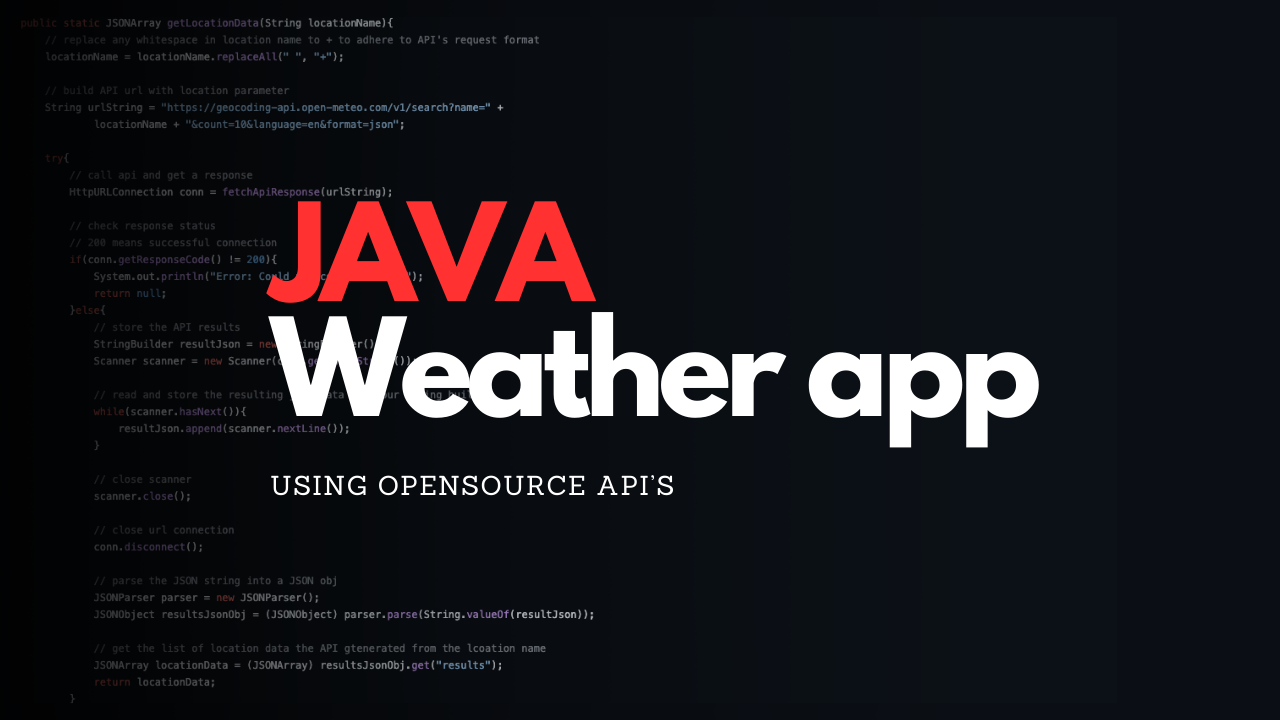 public static JSONArray getLocationData(String locationName){
// replace any whitespace in location name to + to adhere to API's request format
locationName = locationName.replaceAll(" ", "+");
// build API url with location parameter
String urlString = "https://geocoding-api.open-meteo.com/v1/search?name=" +
locationName + "&count=10&language=en&format=json";
try{
// call api and get a response
HttpURLConnection conn = fetchApiResponse(urlString);
// check response status
// 200 means successful connection
if(conn.getResponseCode() != 200){
System.out.println("Error: Could ");
return null;
}else{
// store the API results
StringBuilder resultJson = new
Scanner scanner = new Scanner(
// read and store the resulting
while(scanner.hasNext()){
resultJson.append(scanner.nextLine());
}
// close scanner
scanner.close();
// close url connection
conn.disconnect();
// parse the JSON string into a JSON obj
JSONParser parser = new JSONParser();
JSONObject resultsJsonObj = (JSONObject) parser.parse(String.valueOf(resultJson));
// get the list of location data the API gtenerated from the lcoation name
JSONArray locationData = (JSONArray) resultsJsonObj.get("results");
return locationData;
}
JAVA
Weather app
USING OPENSOURCE API'S